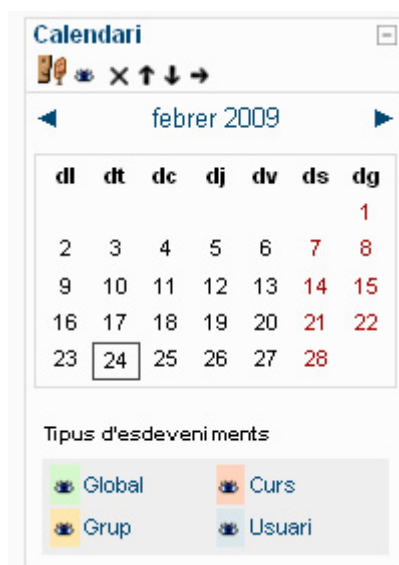 Calendari
febrer 2009
dl dt dc dj dv ds dg
1
2 3 4 5 6 7 8
9 10 11 12 13 14 15
16 17 18 19 20 21 22
23 24 25 26 27 28
Tipus d'esdeveniments
Global Curs
Grup Usuari